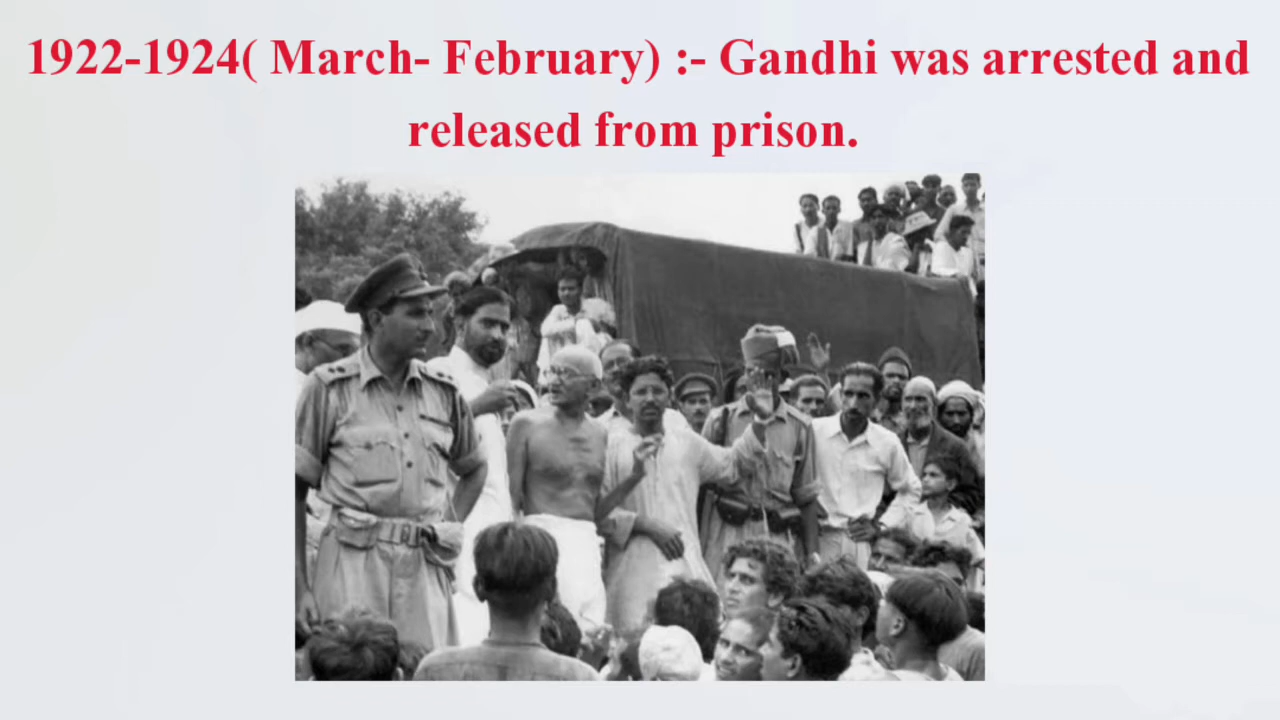 1922-1924( March- February) :- Gandhi was arrested and
released from prison.